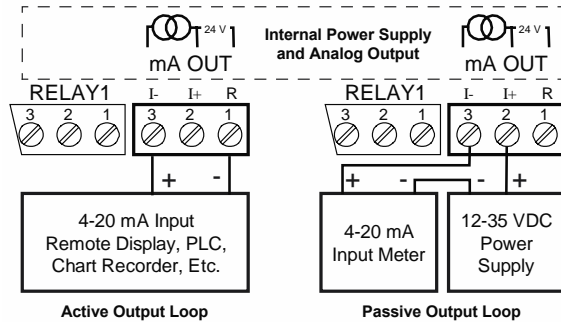 24 V
Internal Power Supply
and Analog Output
24 V
mA OUT
mA OUT
RELAY1
I- I+ R
RELAY1
I- I+ R
3 2 1
3 2 1
3 2 1
3 2 1
+ -
+ - - +
4-20 mA Input
Remote Display, PLC,
Chart Recorder, Etc.
4-20 mA
Input Meter
12-35 VDC
Power
Supply
Active Output Loop
Passive Output Loop